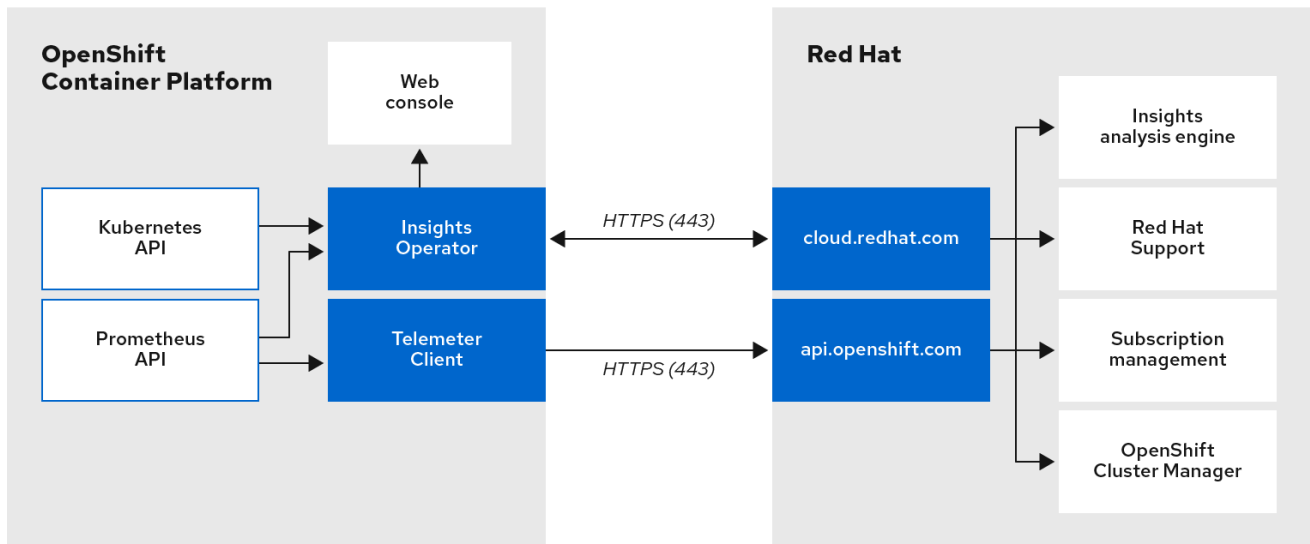 OpenShift
Container Platform
Web
console
Kubernetes
API
Insights
Operator
Prometheus
API
Telemeter
Client
HTTPS (443)
HTTPS (443)
Red Hat
cloud.redhat.com
api.openshift.com
Insights
analysis engine
Red Hat
Support
Subscription
management
OpenShift
Cluster Manager